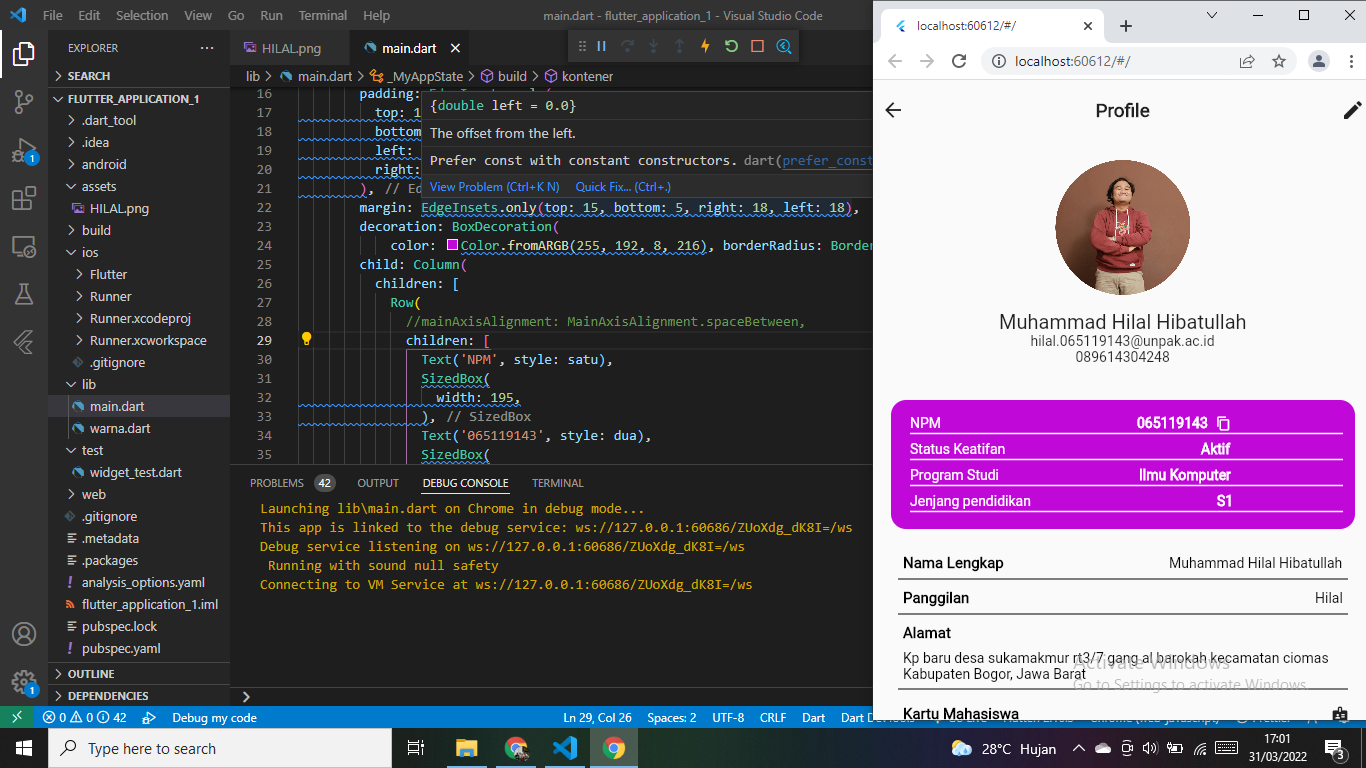 File Edit Selection View Go Run Terminal Help
main.dart - flutter_application_1 - Visual Studio Code
EXPLORER
SEARCH
FLUTTER_APPLICATION_1
.dart_tool
.idea
android
assets
HILAL.png
build
ios
Flutter
Runner
Runner.xcodeproj
Runner.xcworkspace
.gitignore
lib
main.dart
warna.dart
test
widget_test.dart
web
.gitignore
.metadata
.packages
analysis_options.yaml
flutter_application_1.iml
pubspec.lock
pubspec.yaml
OUTLINE
DEPENDENCIES
1
1
HILAL.png
main.dart
lib > main.dart > _MyAppState > build > kontener
16 padding:
17 top: 1
18 bottom
19 left:
20 right:
21 ), // Ed
{double left = 0.0}
The offset from the left.
Prefer const with constant constructors. dart(prefer_const
View Problem (Ctrl+K N) Quick Fix... (Ctrl+.)
22 margin: EdgeInsets.only(top: 15, bottom: 5, right: 18, left: 18),
23 decoration: BoxDecoration(
24 color: Color.fromARGB(255, 192, 8, 216), borderRadius: Border
25 child: Column(
26 children: [
27 Row(
28 //mainAxisAlignment: MainAxisAlignment.spaceBetween,
29 children: [
30 Text('NPM', style: satu),
31 SizedBox(
32 width: 195,
33 ), // SizedBox
34 Text('065119143', style: dua),
35 SizedBox(
PROBLEMS 42 OUTPUT DEBUG CONSOLE TERMINAL
Launching lib\main.dart on Chrome in debug mode...
This app is linked to the debug service: ws://127.0.0.1:60686/ZUoXdg_dK8I=/ws
Debug service listening on ws://127.0.0.1:60686/ZUoXdg_dK8I=/ws
Running with sound null safety
Connecting to VM Service at ws://127.0.0.1:60686/ZUoXdg_dK8I=/ws
0 0 42 Debug my code
Ln 29, Col 26 Spaces: 2 UTF-8 CRLF Dart
localhost:60612/#/
localhost:60612/#/
Profile
Muhammad Hilal Hibatullah
hilal.065119143@unpak.ac.id
089614304248
NPM 065119143
Status Keatifan Aktif
Program Studi Ilmu Komputer
Jenjang pendidikan S1
Nama Lengkap Muhammad Hilal Hibatullah
Panggilan Hilal
Alamat
Kp baru desa sukamakmur rt3/7 gang al barokah kecamatan ciomas
Kabupaten Bogor, Jawa Barat
Activate Windows
Go to Settings to activate Windows.
Kartu Mahasiswa
Type here to search
28°C Hujan
17:01
31/03/2022
3